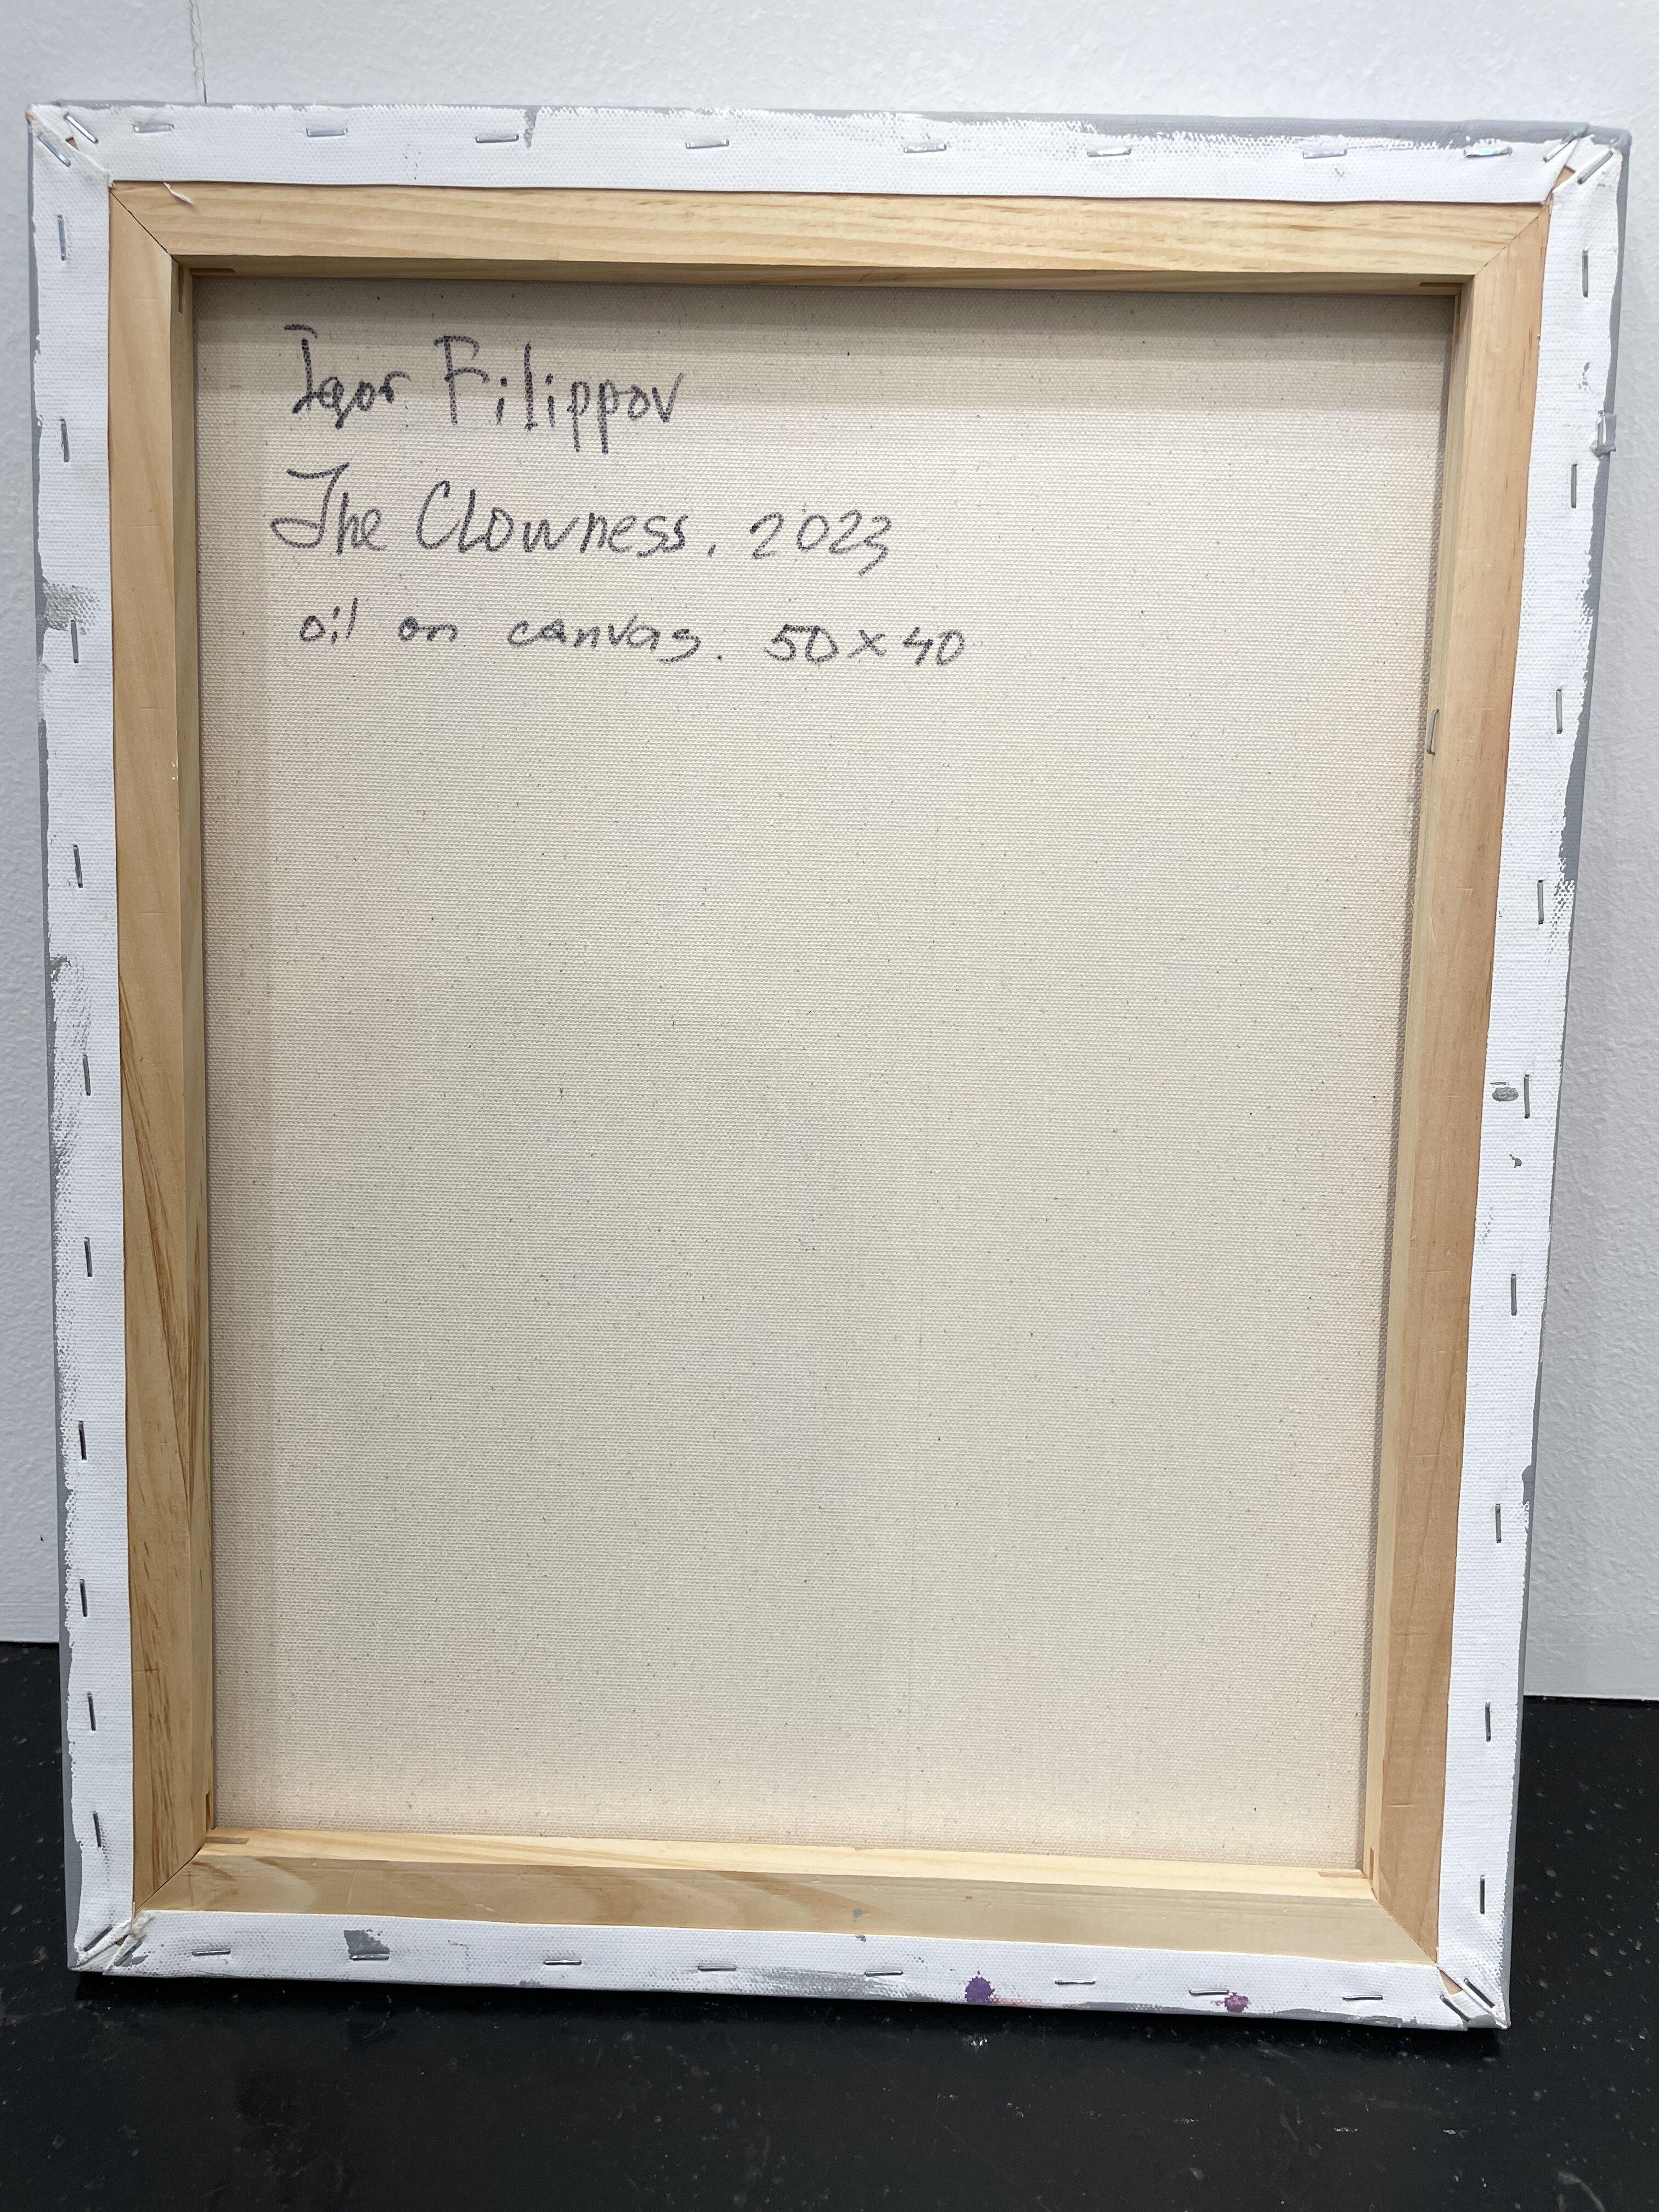 Igor Filippov
The Clowness, 2023
oil on canvas. 50x40